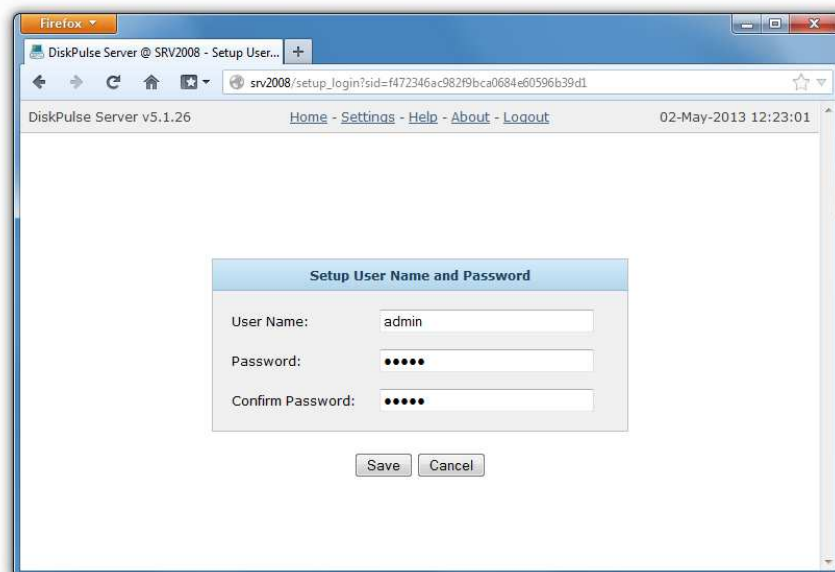 Firefox
DiskPulse Server @ SRV2008 - Setup User...
srv2008/setup_login?sid=f472346ac982f9bca0684e60596b39d1
DiskPulse Server v5.1.26 Home - Settings - Help - About - Logout 02-May-2013 12:23:01
Setup User Name and Password
User Name: admin
Password: •••••
Confirm Password: •••••
Save Cancel